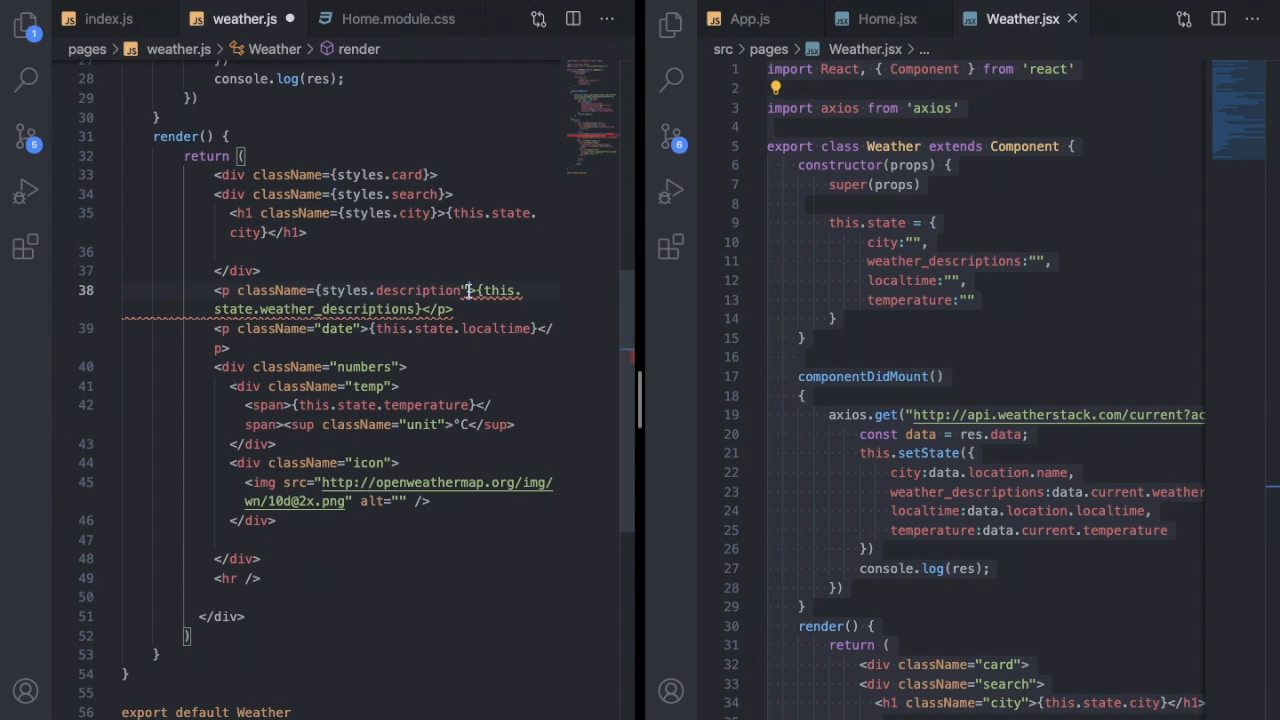 index.js
weather.js
Home.module.css
pages > weather.js > Weather > render
1
5
28 console.log(res);
29 })
30 }
31 render() {
32 return (
33 <div className={styles.card}>
34 <div className={styles.search}>
35 <h1 className={styles.city}>{this.state.
city}</h1>
36
37 </div>
38 <p className={styles.description">{this.
state.weather_descriptions}</p>
39 <p className="date">{this.state.localtime}</
p>
40 <div className="numbers">
41 <div className="temp">
42 <span>{this.state.temperature}</
span><sup className="unit">°C</sup>
43 </div>
44 <div className="icon">
45 <img src="http://openweathermap.org/img/
wn/10d@2x.png" alt="" />
46 </div>
47
48 </div>
49 <hr />
50
51 </div>
52 )
53 }
54 }
55
56 export default Weather
App.js
Home.jsx
Weather.jsx
src > pages > Weather.jsx > ...
6
1 import React, { Component } from 'react'
2
3 import axios from 'axios'
4
5 export class Weather extends Component {
6 constructor(props) {
7 super(props)
8
9 this.state = {
10 city:"",
11 weather_descriptions:"",
12 localtime:"",
13 temperature:""
14 }
15 }
16
17 componentDidMount()
18 {
19 axios.get("http://api.weatherstack.com/current?ac
20 const data = res.data;
21 this.setState({
22 city:data.location.name,
23 weather_descriptions:data.current.weather
24 localtime:data.location.localtime,
25 temperature:data.current.temperature
26 })
27 console.log(res);
28 })
29 }
30 render() {
31 return (
32 <div className="card">
33 <div className="search">
34 <h1 className="city">{this.state.city}</h1>